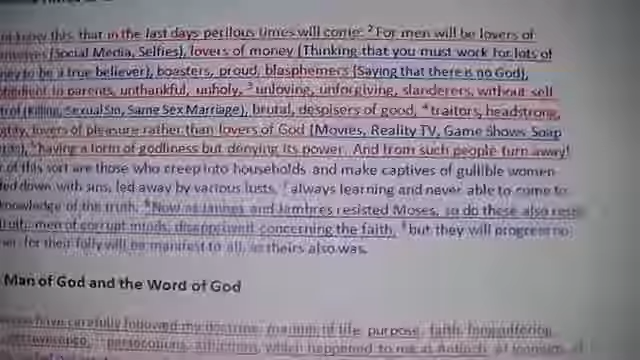 know this that in the last days perilous times will come: 2 For men will be lovers of
(Social Media, Selfies), lovers of money (Thinking that you must work for lots of
to be a true believer), boasters, proud, blasphemers (Saying that there is no God),
to parents, unthankful, unholy, 3 unloving, unforgiving, slanderers, without self
(Killing, Sexual Sin, Same Sex Marriage), brutal, despisers of good, 4 traitors, headstrong,
lovers of pleasure rather than lovers of God (Movies, Reality TV, Game Shows Soap
5 having a form of godliness but denying its power. And from such people turn away!
of this sort are those who creep into households and make captives of gullible women
down with sins, led away by various lusts, 7 always learning and never able to come to
knowledge of the truth. 8 Now as Jannes and Jambres resisted Moses, so do these also
men of corrupt minds, disapproved concerning the faith, 9 but they will progress no
for their folly will be manifest to all, as theirs also was.
Man of God and the Word of God
have carefully followed my doctrine, manner of life, purpose, faith, longsuffering,
persecutions, afflictions, which happened to me at Antioch, at Iconium, at